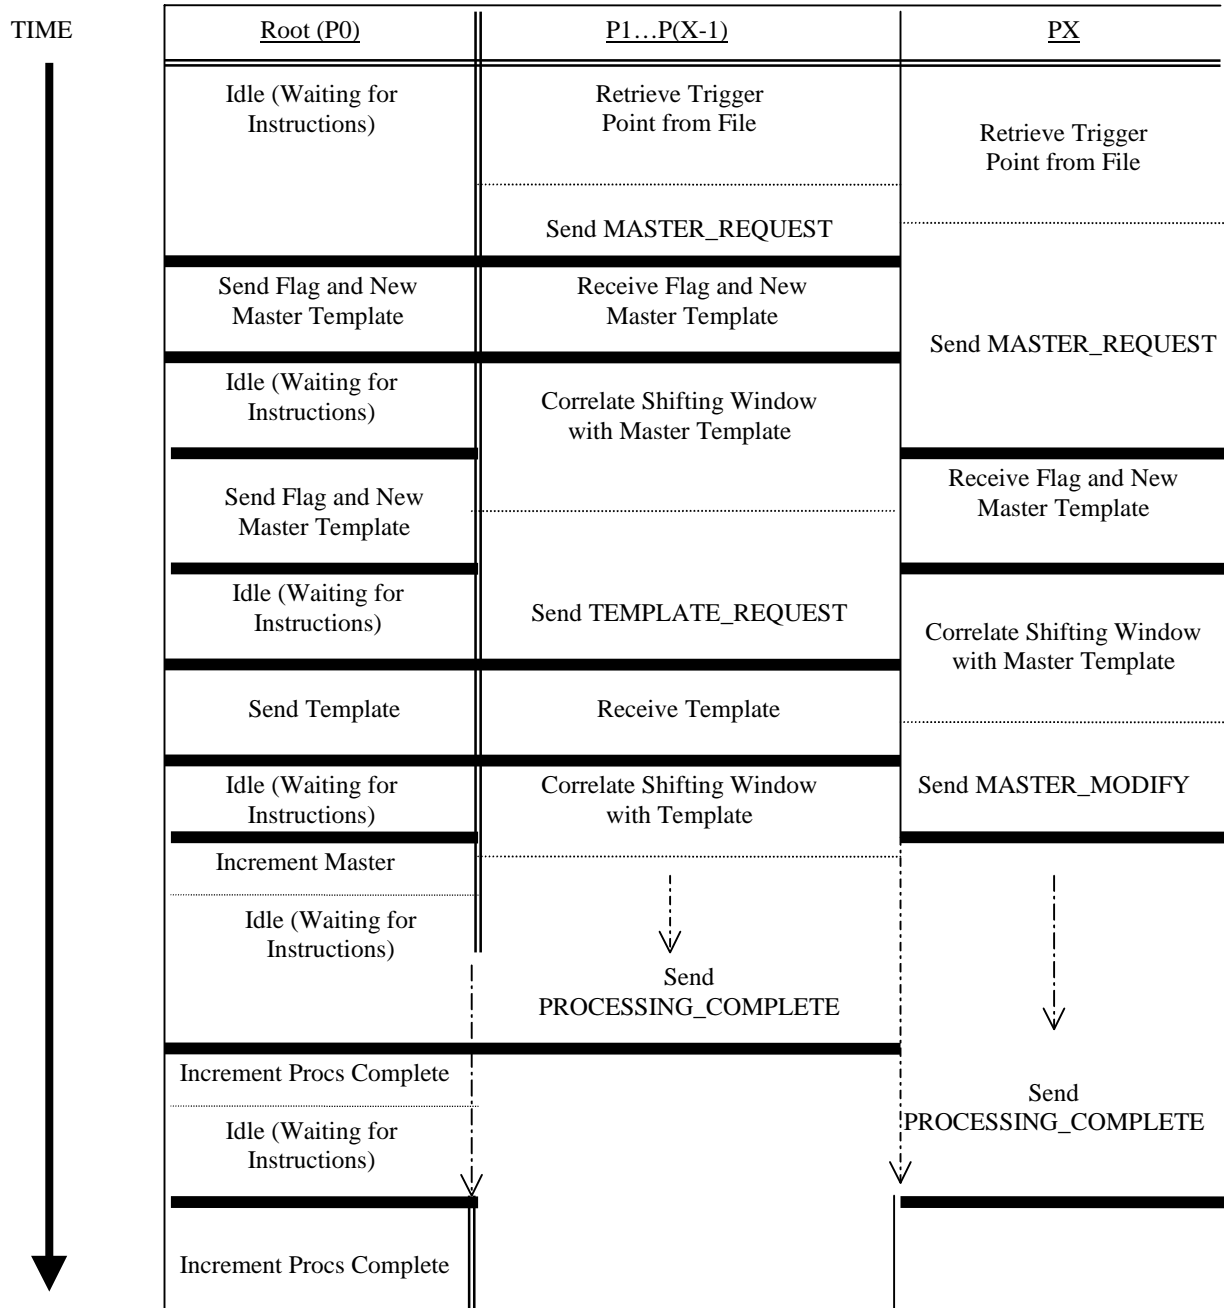 TIME
Root (P0)
P1…P(X-1)
PX
Idle (Waiting for
Instructions)
Retrieve Trigger
Point from File
Retrieve Trigger
Point from File
Send MASTER_REQUEST
Send Flag and New
Master Template
Receive Flag and New
Master Template
Send MASTER_REQUEST
Idle (Waiting for
Instructions)
Correlate Shifting Window
with Master Template
Send Flag and New
Master Template
Receive Flag and New
Master Template
Idle (Waiting for
Instructions)
Send TEMPLATE_REQUEST
Correlate Shifting Window
with Master Template
Send Template
Receive Template
Idle (Waiting for
Instructions)
Correlate Shifting Window
with Template
Send MASTER_MODIFY
Increment Master
Idle (Waiting for
Instructions)
Send
PROCESSING_COMPLETE
Increment Procs Complete
Send
PROCESSING_COMPLETE
Idle (Waiting for
Instructions)
Increment Procs Complete